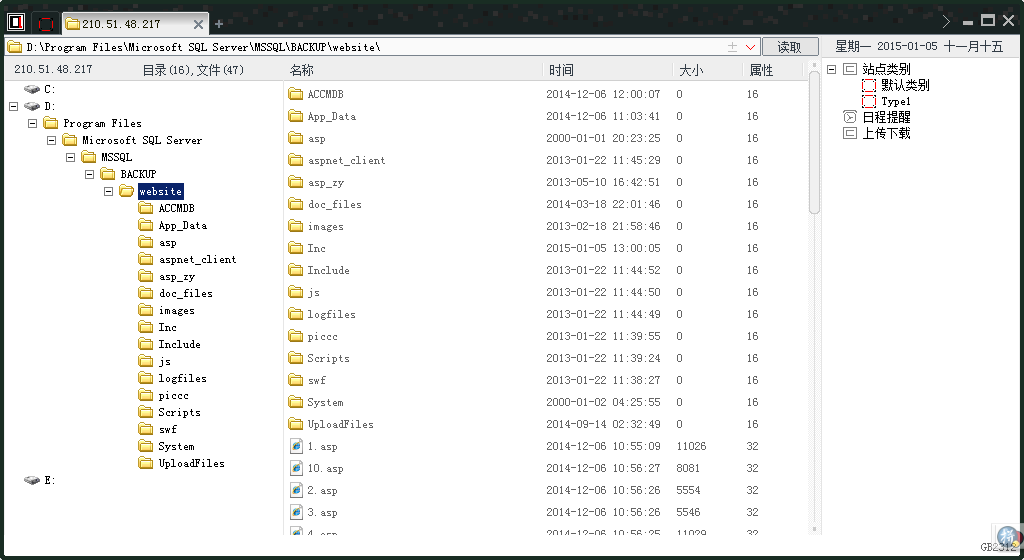 210.51.48.217
D:\Program Files\Microsoft SQL Server\MSSQL\BACKUP\website\ 读取 星期一 2015-01-05 十一月十五
210.51.48.217 目录(16),文件(47) 名称 时间 大小 属性
C:
D:
Program Files
Microsoft SQL Server
MSSQL
BACKUP
website
ACCMDB
App_Data
asp
aspnet_client
asp_zy
doc_files
images
Inc
Include
js
logfiles
piccc
Scripts
swf
System
UploadFiles
E:
ACCMDB 2014-12-06 12:00:07 0 16
App_Data 2014-12-06 11:03:41 0 16
asp 2000-01-01 20:23:25 0 16
aspnet_client 2013-01-22 11:45:29 0 16
asp_zy 2013-05-10 16:42:51 0 16
doc_files 2014-03-18 22:01:46 0 16
images 2013-02-18 21:58:46 0 16
Inc 2015-01-05 13:00:05 0 16
Include 2013-01-22 11:44:52 0 16
js 2013-01-22 11:44:50 0 16
logfiles 2013-01-22 11:44:49 0 16
piccc 2013-01-22 11:39:55 0 16
Scripts 2013-01-22 11:39:24 0 16
swf 2013-01-22 11:38:27 0 16
System 2000-01-02 04:25:55 0 16
UploadFiles 2014-09-14 02:32:49 0 16
1.asp 2014-12-06 10:55:09 11026 32
10.asp 2014-12-06 10:56:27 8081 32
2.asp 2014-12-06 10:56:26 5554 32
3.asp 2014-12-06 10:56:26 5546 32
4.asp 2014-12-06 10:56:25 11029 32
站点类别
默认类别
Type1
日程提醒
上传下载
GB2312